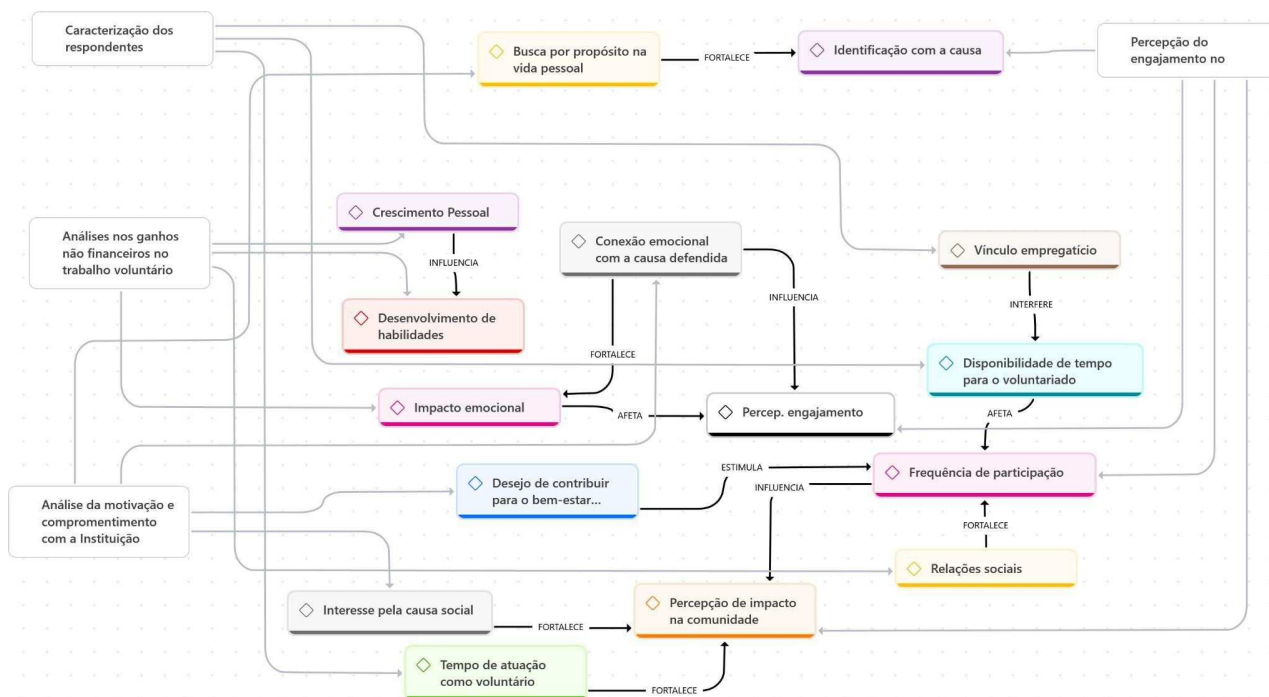 Caracterização dos
respondentes
Busca por propósito na
vida pessoal
FORTALECE
Identificação com a causa
Percepção do
engajamento no
Crescimento Pessoal
Análises nos ganhos
não financeiros no
trabalho voluntário
INFLUENCIA
Conexão emocional
com a causa defendida
Vínculo empregatício
INFLUENCIA
INTERFERE
Desenvolvimento de
habilidades
FORTALECE
Disponibilidade de tempo
para o voluntariado
Impacto emocional
AFETA
Percep. engajamento
AFETA
Análise da motivação e
compromentimento
com a Instituição
Desejo de contribuir
para o bem-estar...
ESTIMULA
INFLUENCIA
Frequência de participação
FORTALECE
Relações sociais
Interesse pela causa social
FORTALECE
Percepção de impacto
na comunidade
Tempo de atuação
como voluntário
FORTALECE